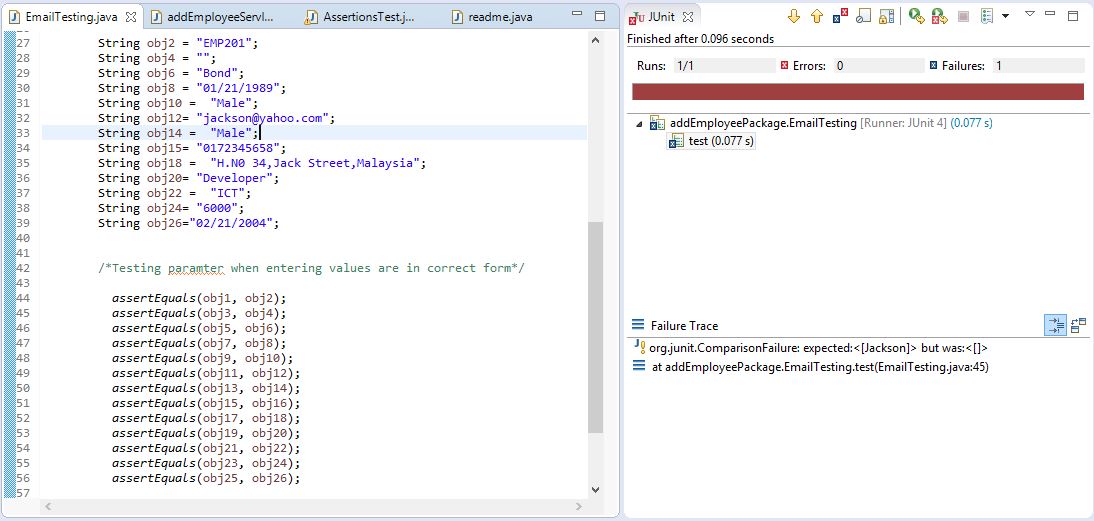 EmailTesting.java
addEmployeeServl...
AssertionsTest.j...
readme.java
27 String obj2 = "EMP201";
28 String obj4 = "";
29 String obj6 = "Bond";
30 String obj8 = "01/21/1989";
31 String obj10 = "Male";
32 String obj12= "jackson@yahoo.com";
33 String obj14 = "Male";
34 String obj15= "0172345658";
35 String obj18 = "H.N0 34,Jack Street,Malaysia";
36 String obj20= "Developer";
37 String obj22 = "ICT";
38 String obj24= "6000";
39 String obj26="02/21/2004";
40
41
42 /*Testing paramter when entering values are in correct form*/
43
44 assertEquals(obj1, obj2);
45 assertEquals(obj3, obj4);
46 assertEquals(obj5, obj6);
47 assertEquals(obj7, obj8);
48 assertEquals(obj9, obj10);
49 assertEquals(obj11, obj12);
50 assertEquals(obj13, obj14);
51 assertEquals(obj15, obj16);
52 assertEquals(obj17, obj18);
53 assertEquals(obj19, obj20);
54 assertEquals(obj21, obj22);
55 assertEquals(obj23, obj24);
56 assertEquals(obj25, obj26);
57
JUnit
Finished after 0.096 seconds
Runs: 1/1 Errors: 0 Failures: 1
addEmployeePackage.EmailTesting [Runner: JUnit 4] (0.077 s)
test (0.077 s)
Failure Trace
org.junit.ComparisonFailure: expected:<[Jackson]> but was:<[]>
at addEmployeePackage.EmailTesting.test(EmailTesting.java:45)